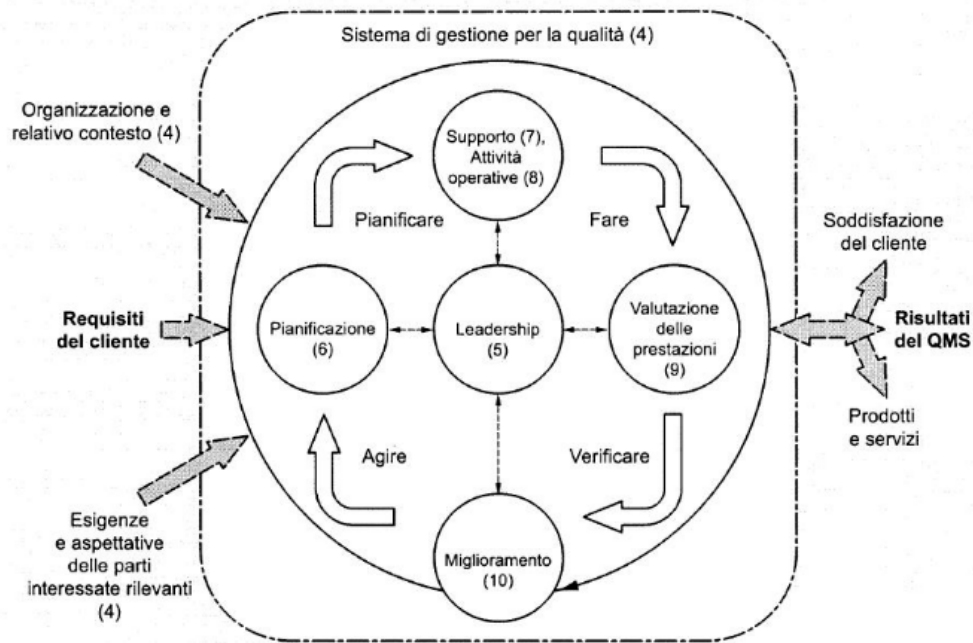 Sistema di gestione per la qualità (4)
Organizzazione e
relativo contesto (4)
Supporto (7),
Attività
operative (8)
Pianificare
Fare
Soddisfazione
del cliente
Requisiti
del cliente
Pianificazione
(6)
Leadership
(5)
Valutazione
delle
prestazioni
(9)
Risultati
del QMS
Prodotti
e servizi
Agire
Verificare
Esigenze
e aspettative
delle parti
interessate rilevanti
(4)
Miglioramento
(10)